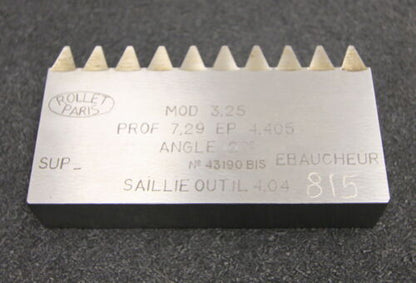 ROLLET
PARIS
MOD 3,25
PROF 7,29 EP 4,405
ANGLE
Nº 43190 BIS
SUP_
EBAUCHEUR
SAILLIE OUTIL 4,04
815